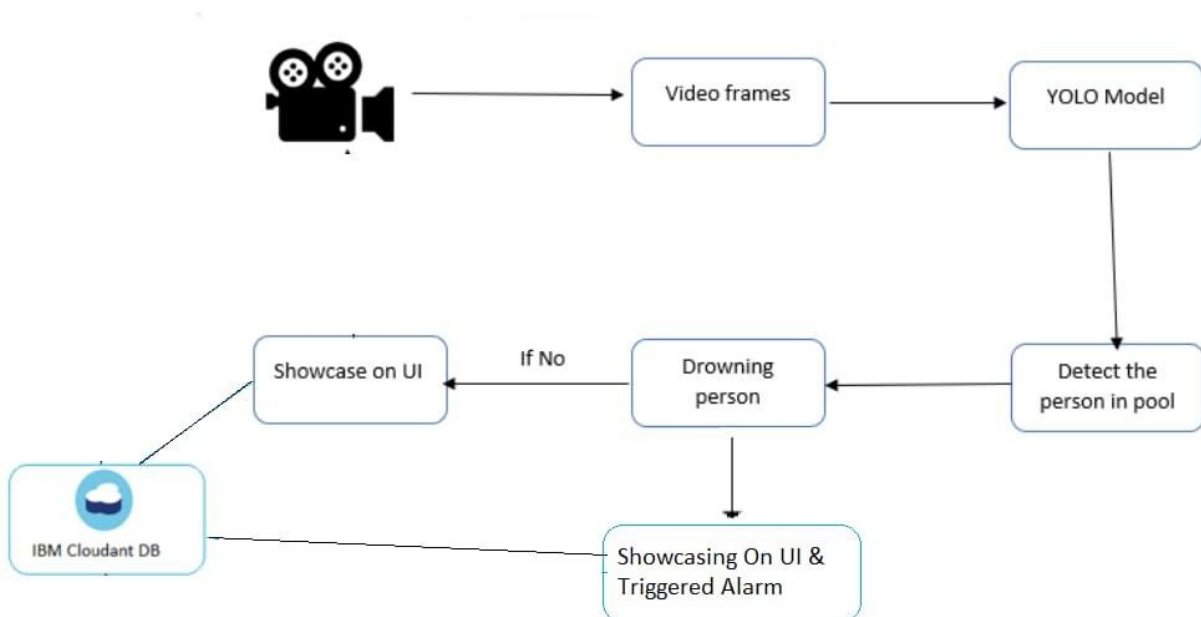 Video frames
YOLO Model
Showcase on UI
If No
Drowning
person
Detect the
person in pool
IBM Cloudant DB
Showcasing On UI &
Triggered Alarm